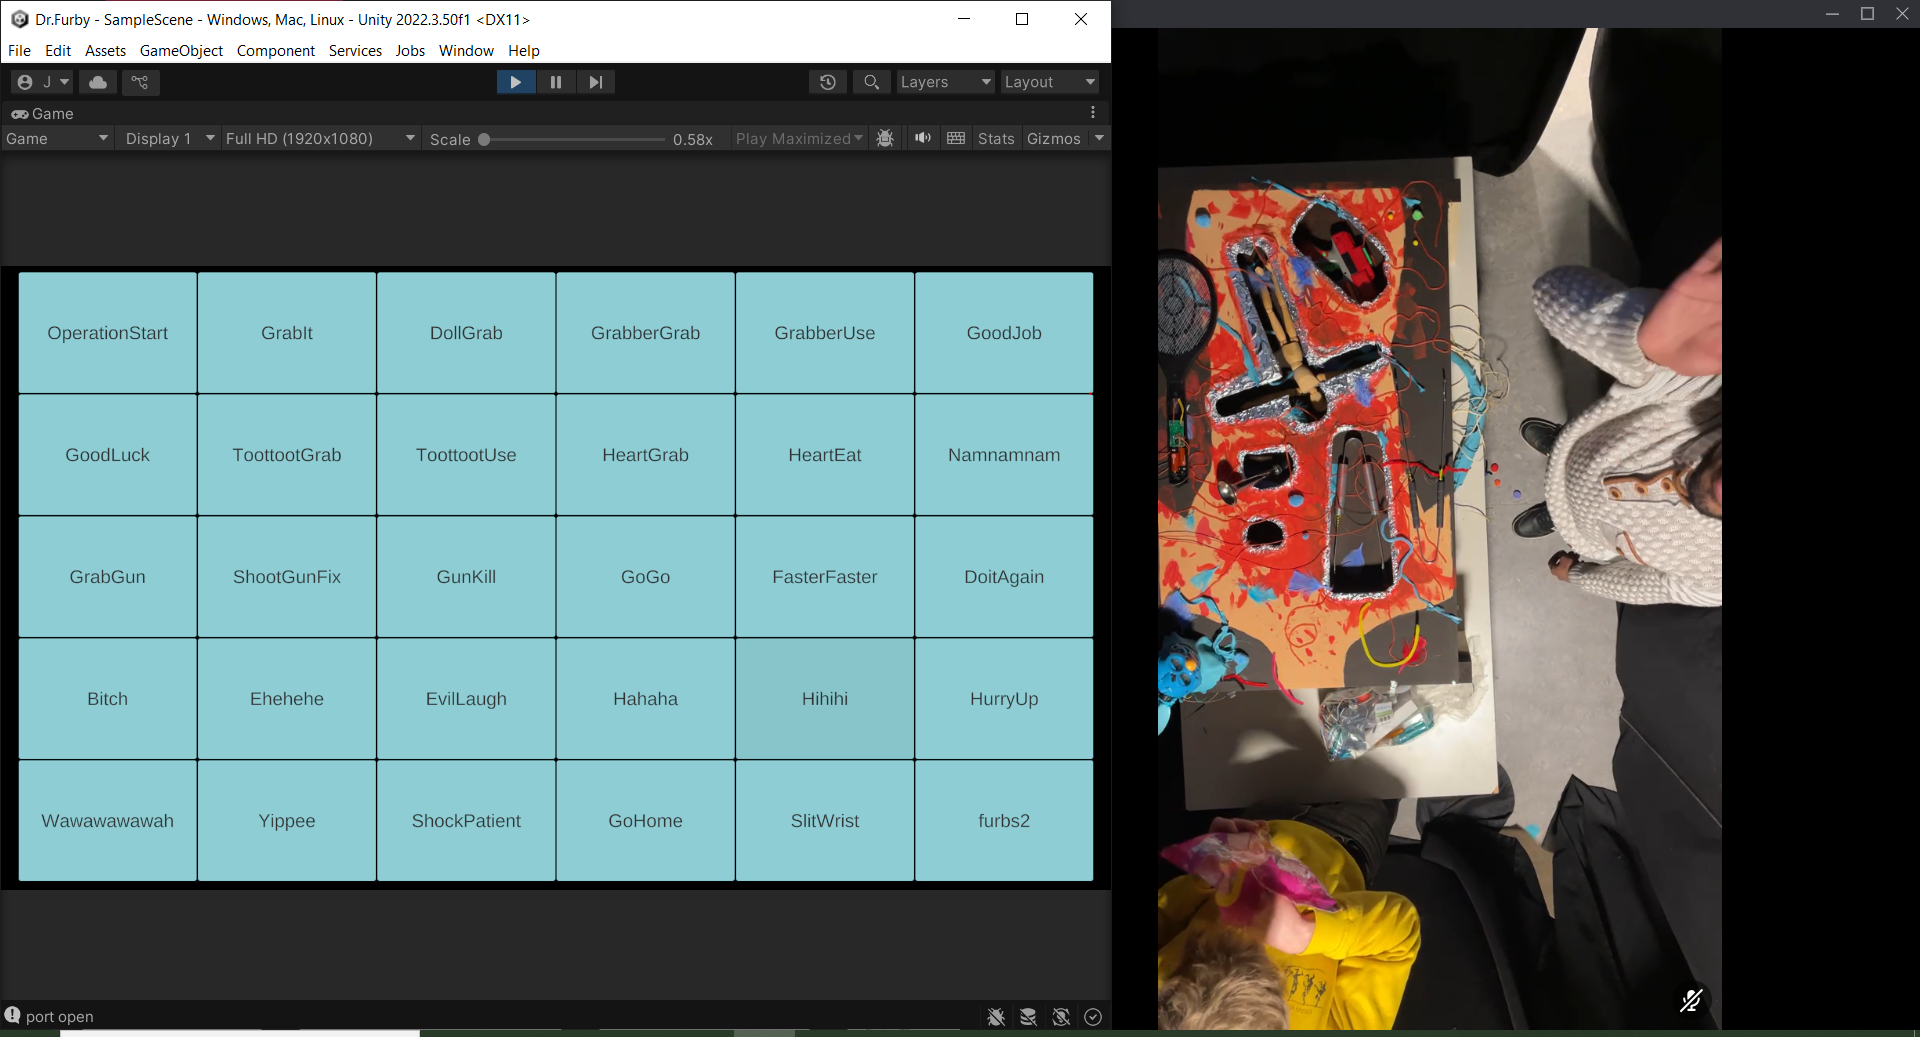 Dr.Furby - SampleScene - Windows, Mac, Linux - Unity 2022.3.50f1 <DX11>
File Edit Assets GameObject Component Services Jobs Window Help
J Layers Layout
Game
Game Display 1 Full HD (1920x1080) Scale 0.58x Play Maximized Stats Gizmos
OperationStart GrabIt DollGrab GrabberGrab GrabberUse GoodJob
GoodLuck ToottootGrab ToottootUse HeartGrab HeartEat Namnamnam
GrabGun ShootGunFix GunKill GoGo FasterFaster DoitAgain
Bitch Ehehehe EvilLaugh Hahaha Hihihi HurryUp
Wawawawawah Yippee ShockPatient GoHome SlitWrist furbs2
port open